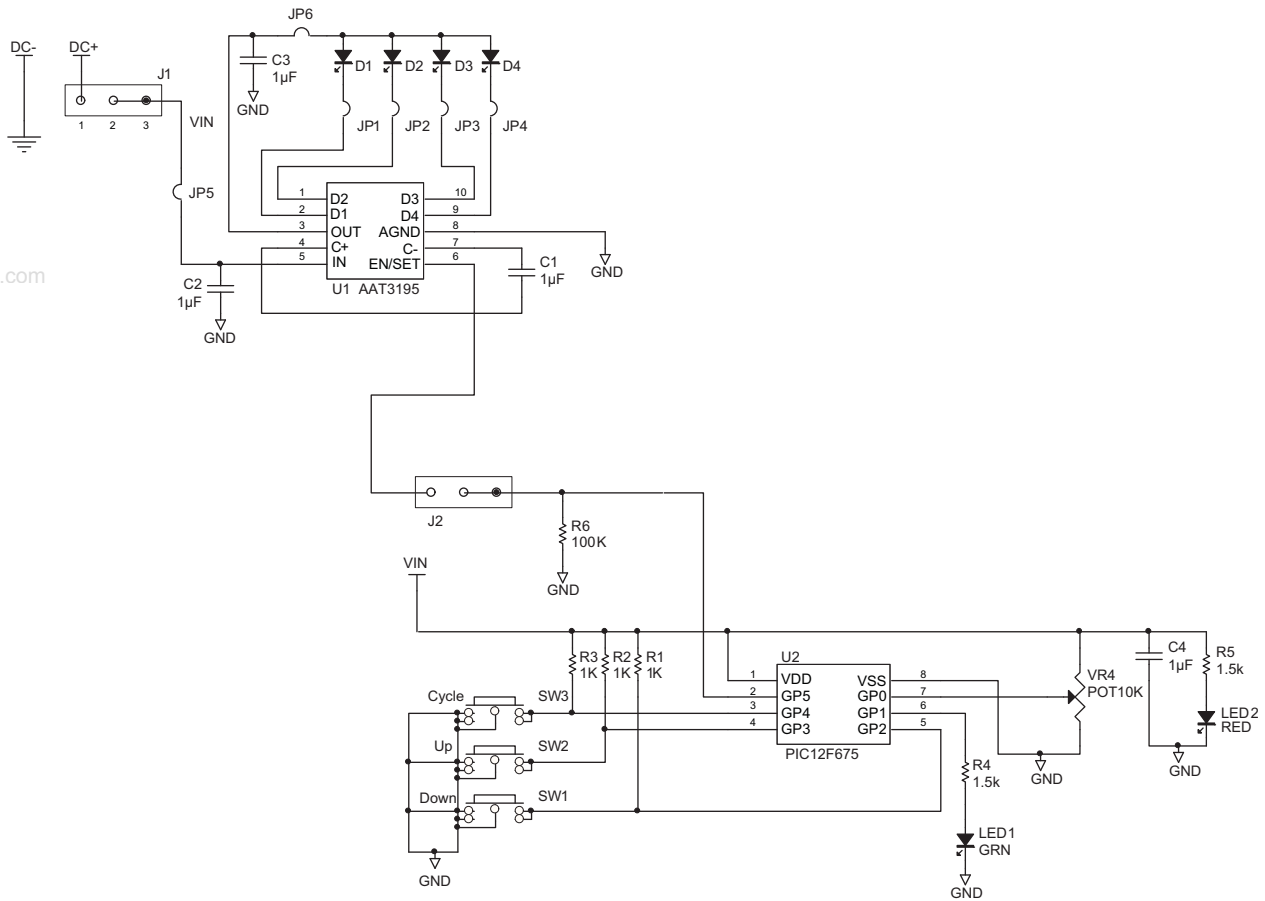 JP6
DC-
DC+
J1
C3
1µF
D1
D2
D3
D4
GND
1
2
3
VIN
JP1
JP2
JP3
JP4
JP5
1
D2
D3
10
2
D1
D4
9
3
OUT
AGND
8
4
C+
C-
7
5
IN
EN/SET
6
U1 AAT3195
C1
1µF
GND
.com
C2
1µF
GND
J2
R6
100K
GND
VIN
R3
1K
R2
1K
R1
1K
U2
1
VDD
VSS
8
2
GP5
GP0
7
3
GP4
GP1
6
4
GP3
GP2
5
PIC12F675
VR4
POT10K
C4
1µF
R5
1.5k
LED2
RED
GND
GND
Cycle
SW3
Up
SW2
Down
SW1
GND
R4
1.5k
LED1
GRN
GND